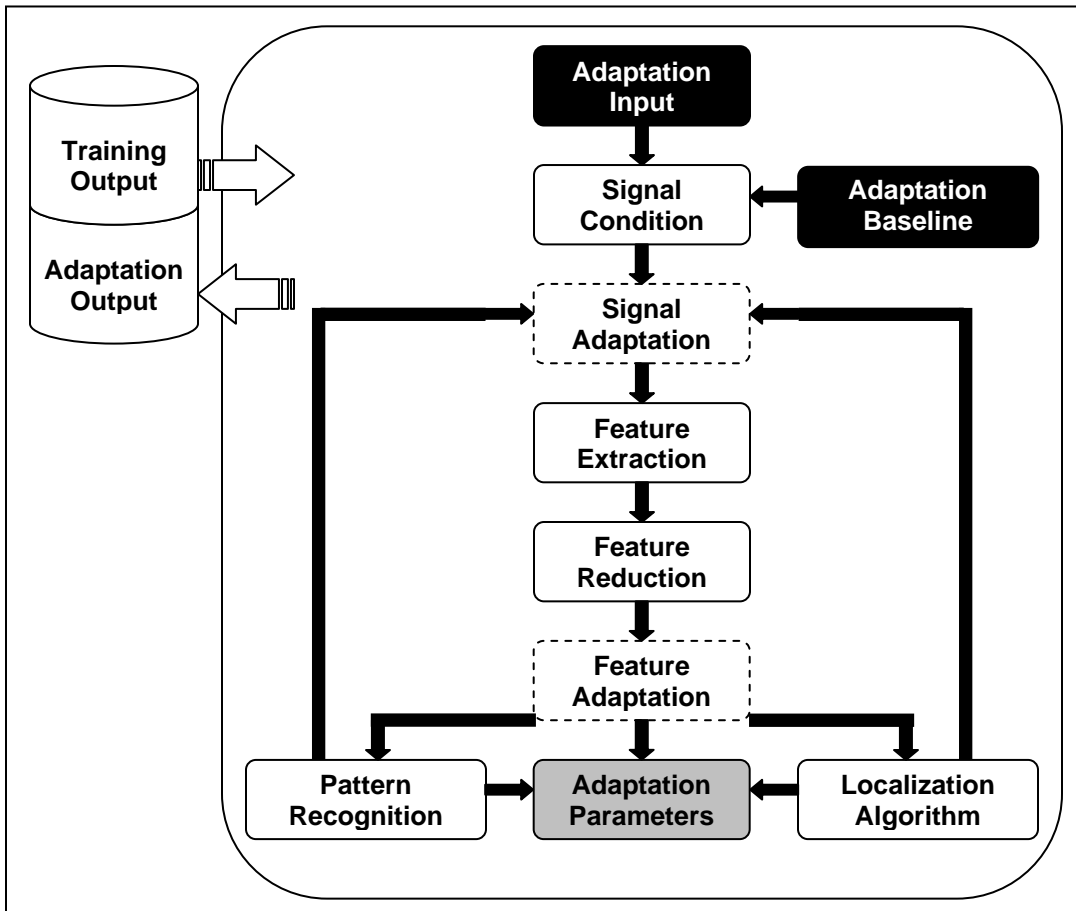 Training
Output
Adaptation
Output
Adaptation
Input
Signal
Condition
Adaptation
Baseline
Signal
Adaptation
Feature
Extraction
Feature
Reduction
Feature
Adaptation
Pattern
Recognition
Adaptation
Parameters
Localization
Algorithm